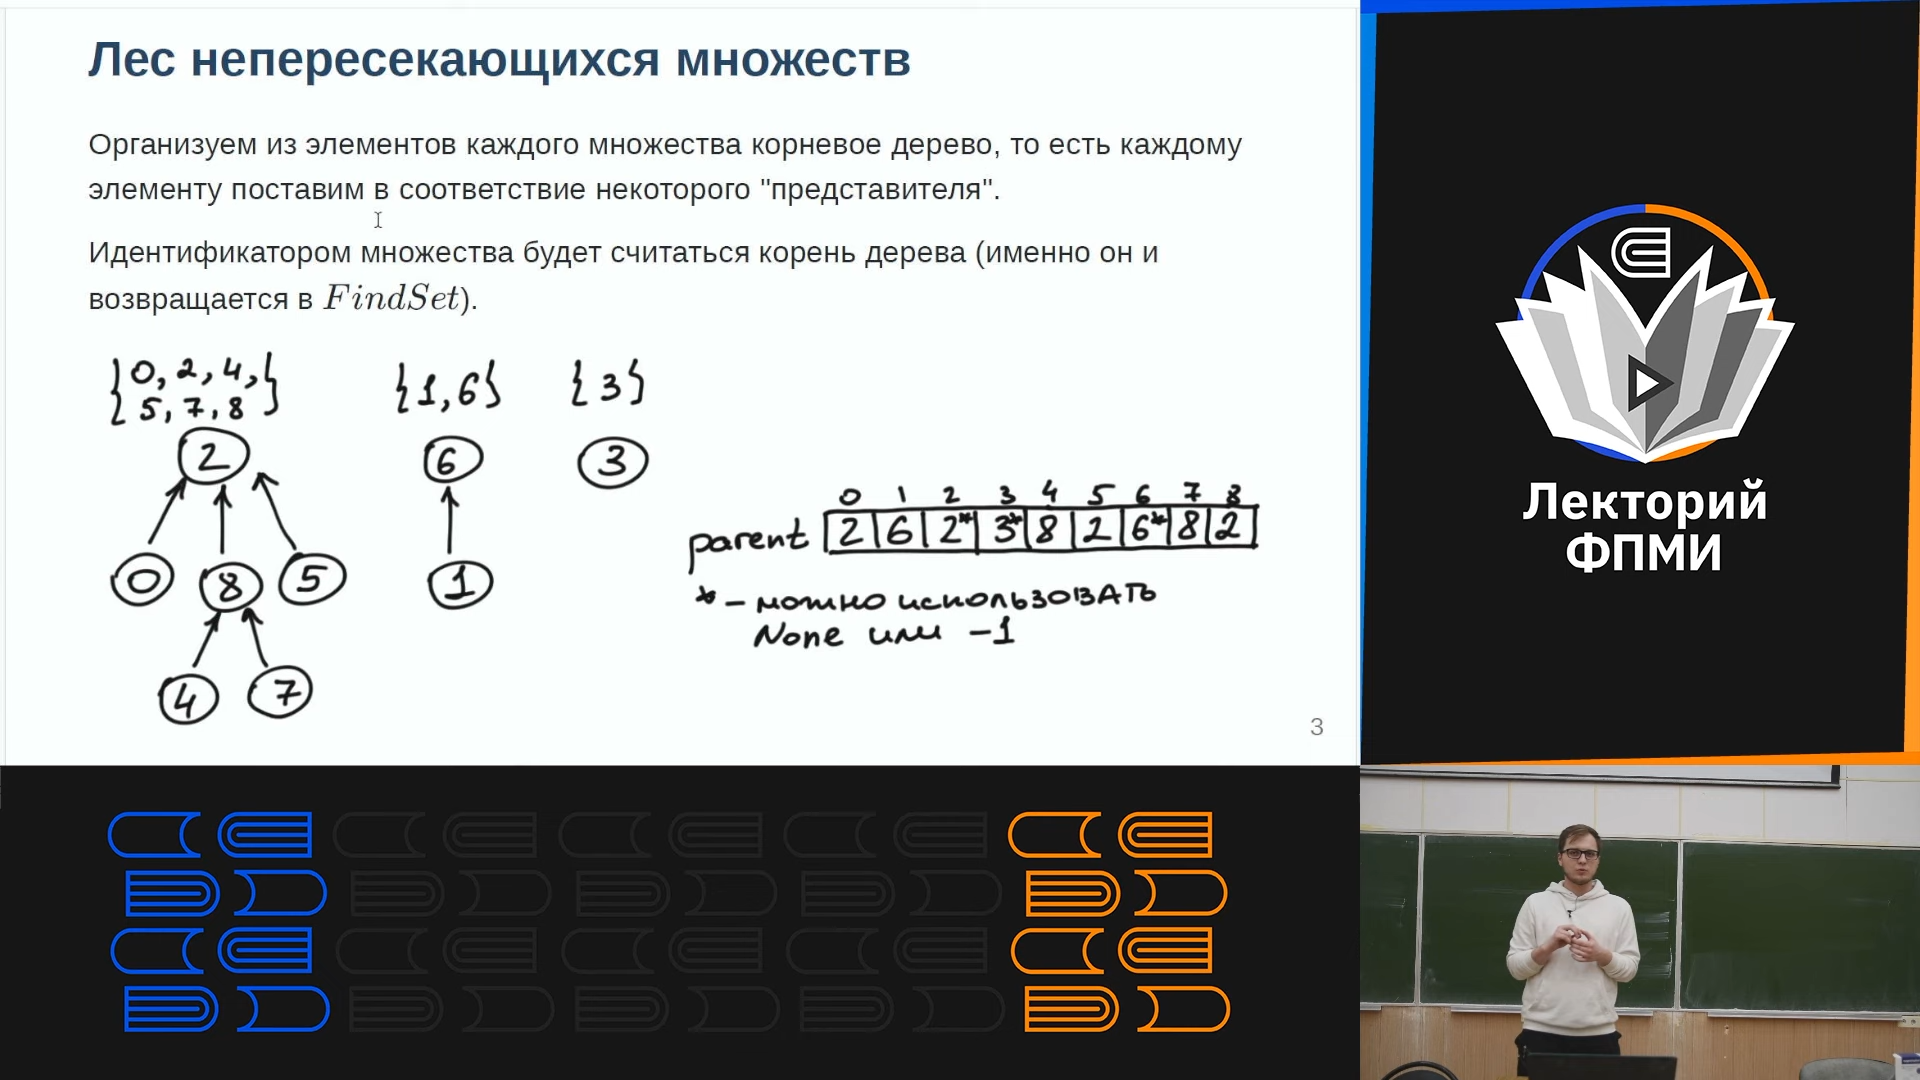 Лес непересекающихся множеств
Организуем из элементов каждого множества корневое дерево, то есть каждому
элементу поставим в соответствие некоторого "представителя".
Идентификатором множества будет считаться корень дерева (именно он и
возвращается в FindSet).
{0, 2, 4,
5, 7, 8}
{1, 6}
{3}
2
6
3
0
8
5
1
4
7
0 1 2 3 4 5 6 7 8
parent 2 6 2* 3* 8 2 6* 8 2
* – можно использовать
None или -1
3
Лекторий
ФПМИ